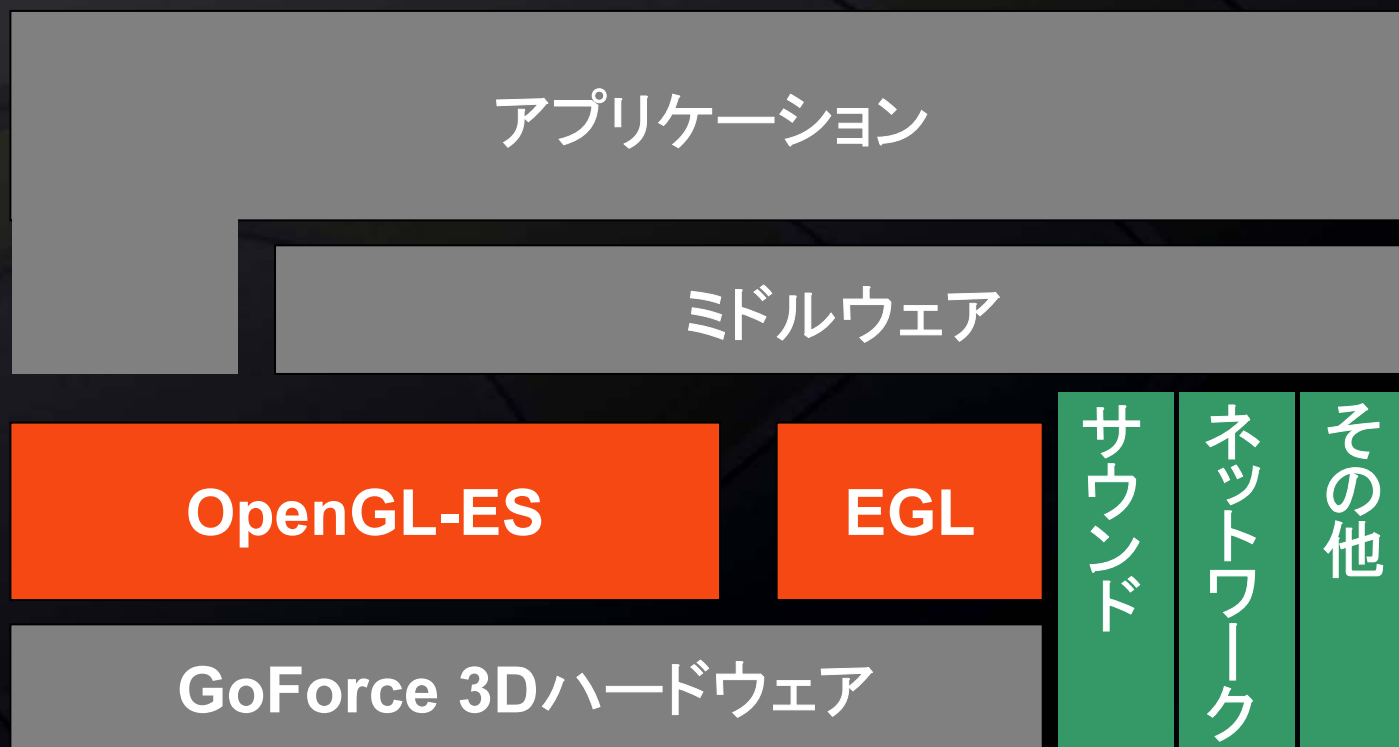 アプリケーション
ミドルウェア
OpenGL-ES
EGL
サウンド
ネットワーク
その他
GoForce 3Dハードウェア